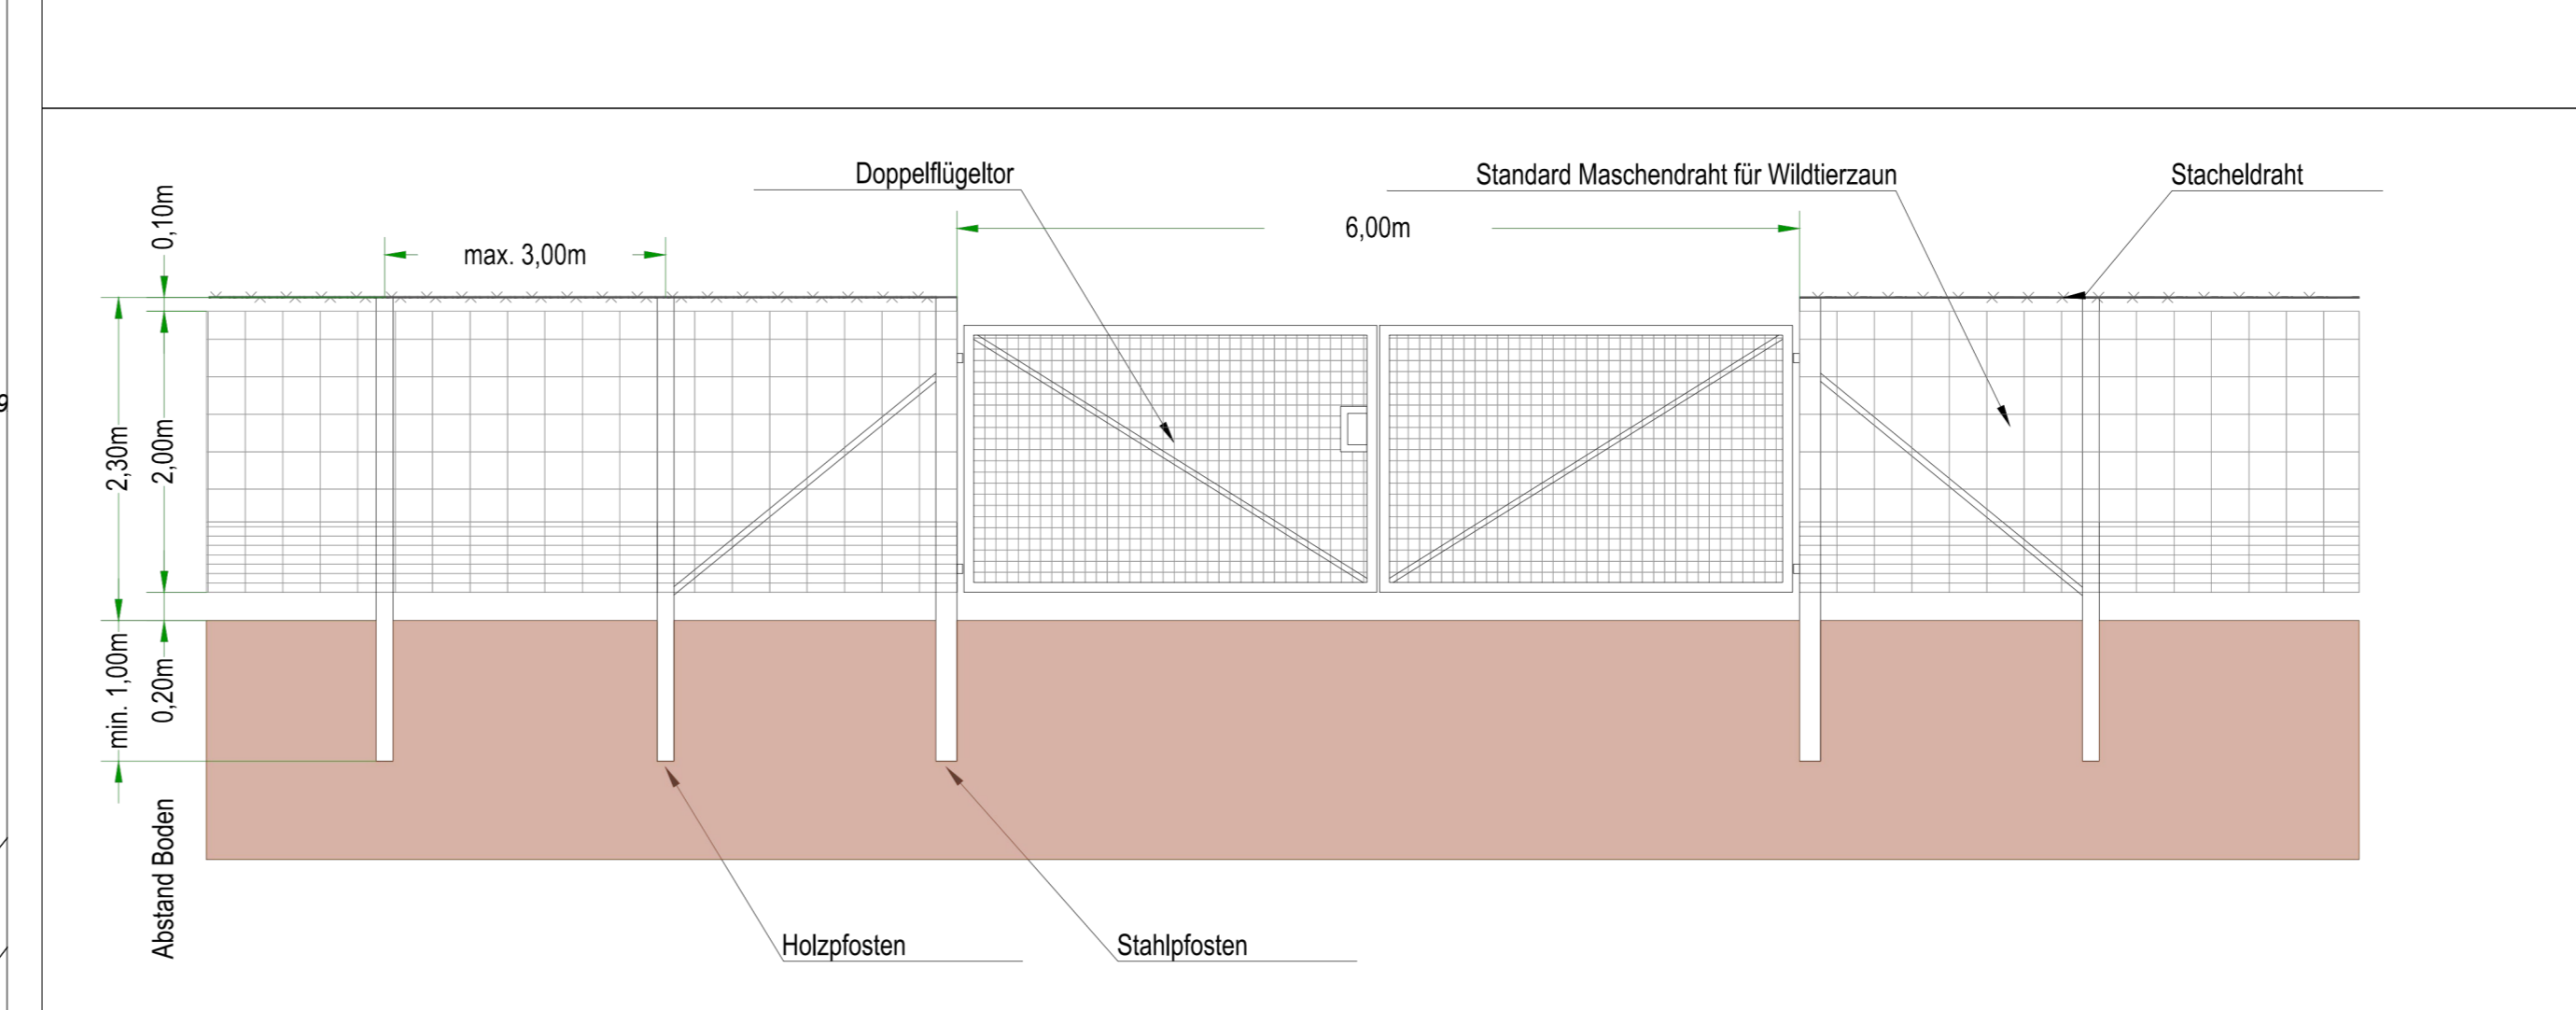 Doppelflügeltor
Standard Maschendraht für Wildtierzaun
Stacheldraht
0,10m
max. 3,00m
6,00m
2,30m
2,00m
min. 1,00m
0,20m
Abstand Boden
Holzpfosten
Stahlpfosten